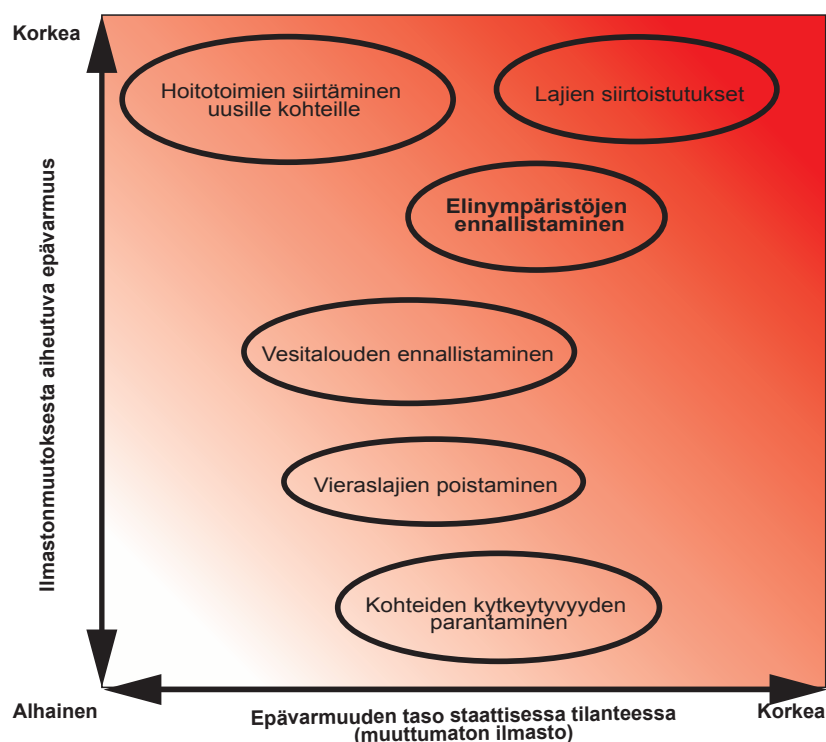 Korkea
Hoitotoimien siirtäminen
uusille kohteille
Lajien siirtoistutukset
Elinympäristöjen
ennallistaminen
Ilmastonmuutoksesta aiheutuva epävarmuus
Vesitalouden ennallistaminen
Vieraslajien poistaminen
Kohteiden kytkeytyvyyden
parantaminen
Alhainen
Epävarmuuden taso staattisessa tilanteessa
(muuttumaton ilmasto)
Korkea